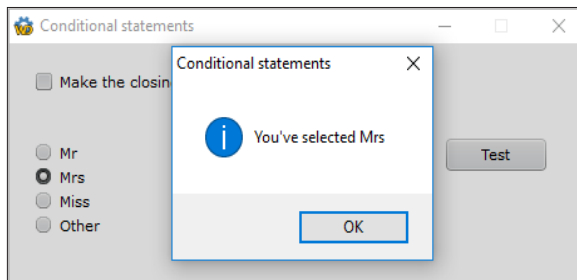 Conditional statements
Conditional statements
Make the closin
You've selected Mrs
Mr
Mrs
Miss
Other
Test
OK